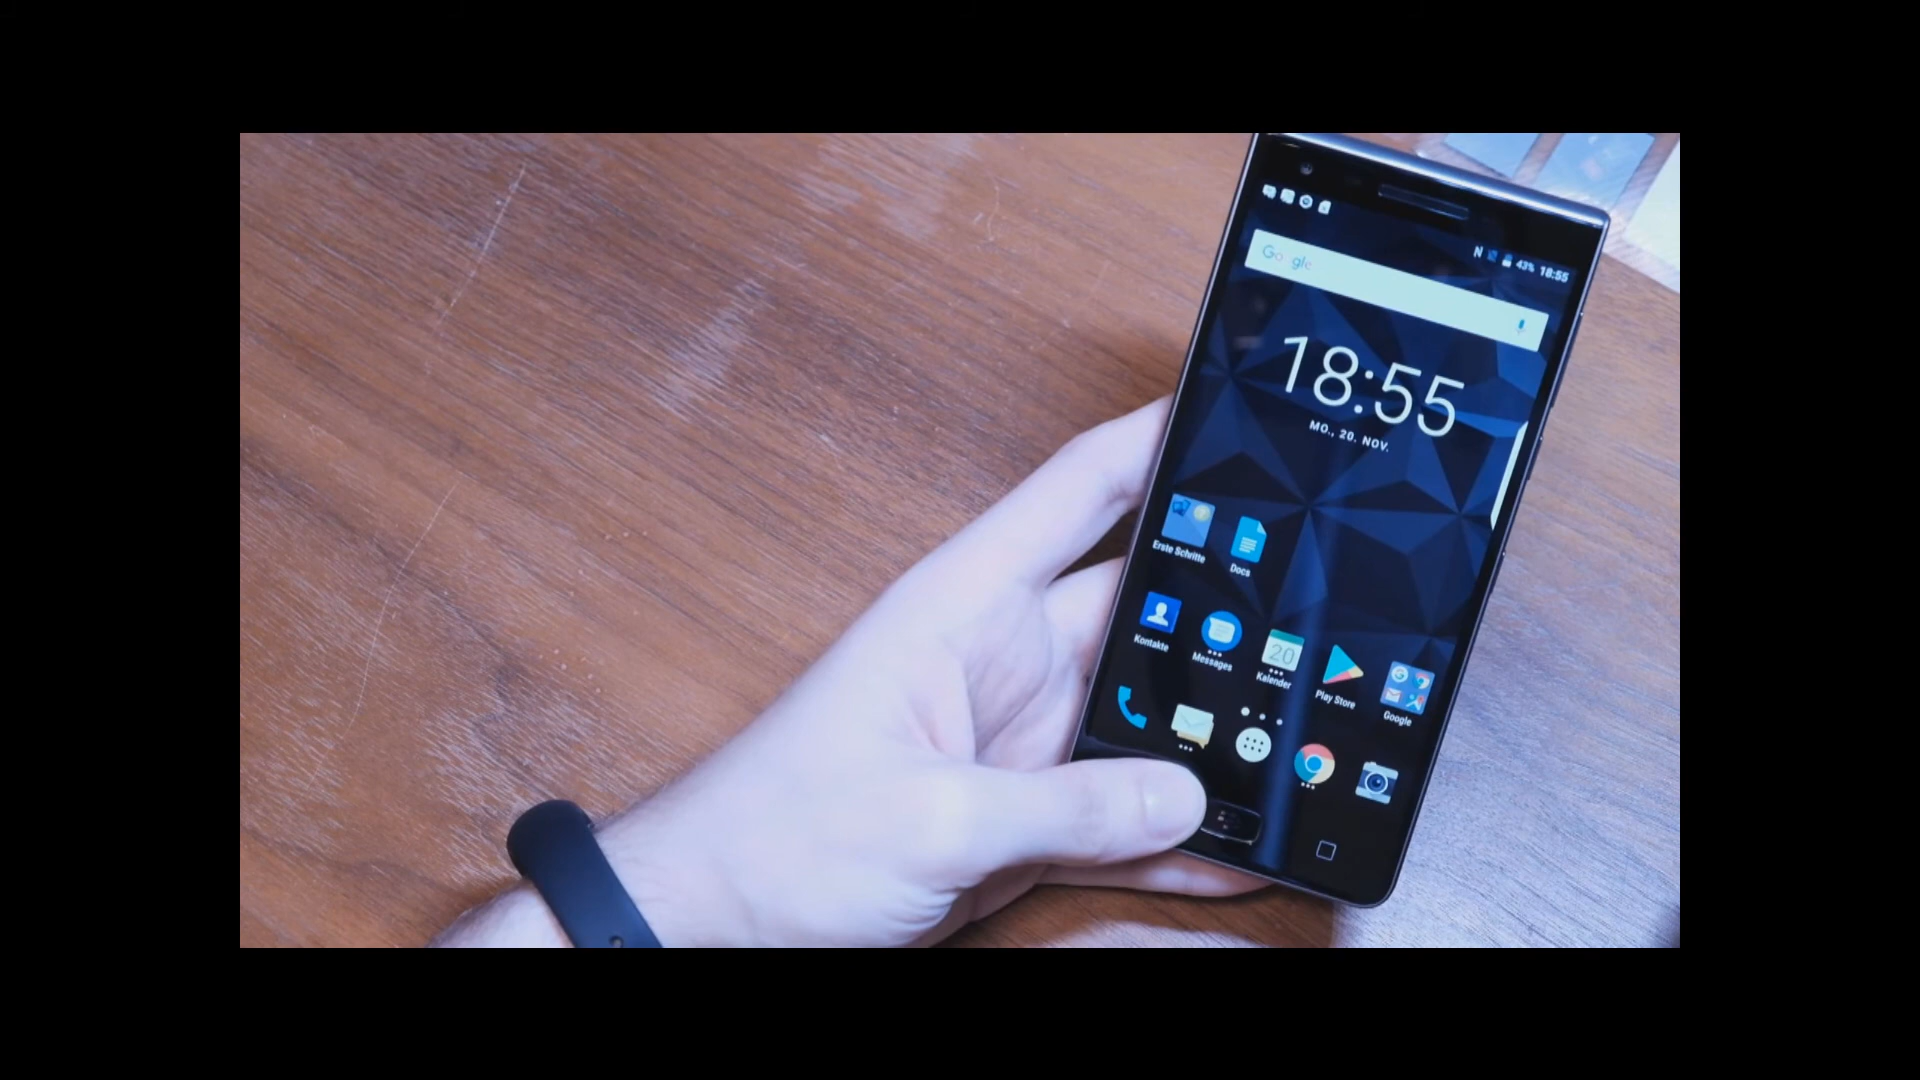 N 43% 18:55
Google
18:55
MO., 20. NOV.
Erste Schritte
Docs
Kontakte
Messages
20
Kalender
Play Store
Google